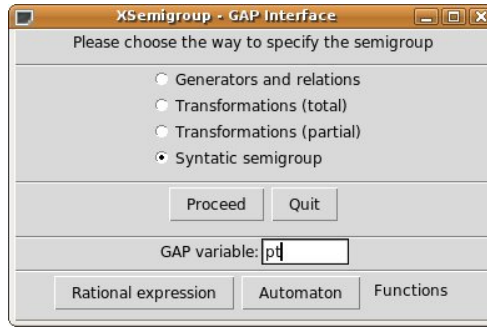 XSemigroup - GAP Interface
Please choose the way to specify the semigroup
Generators and relations
Transformations (total)
Transformations (partial)
Syntatic semigroup
Proceed Quit
GAP variable: pt
Rational expression Automaton Functions